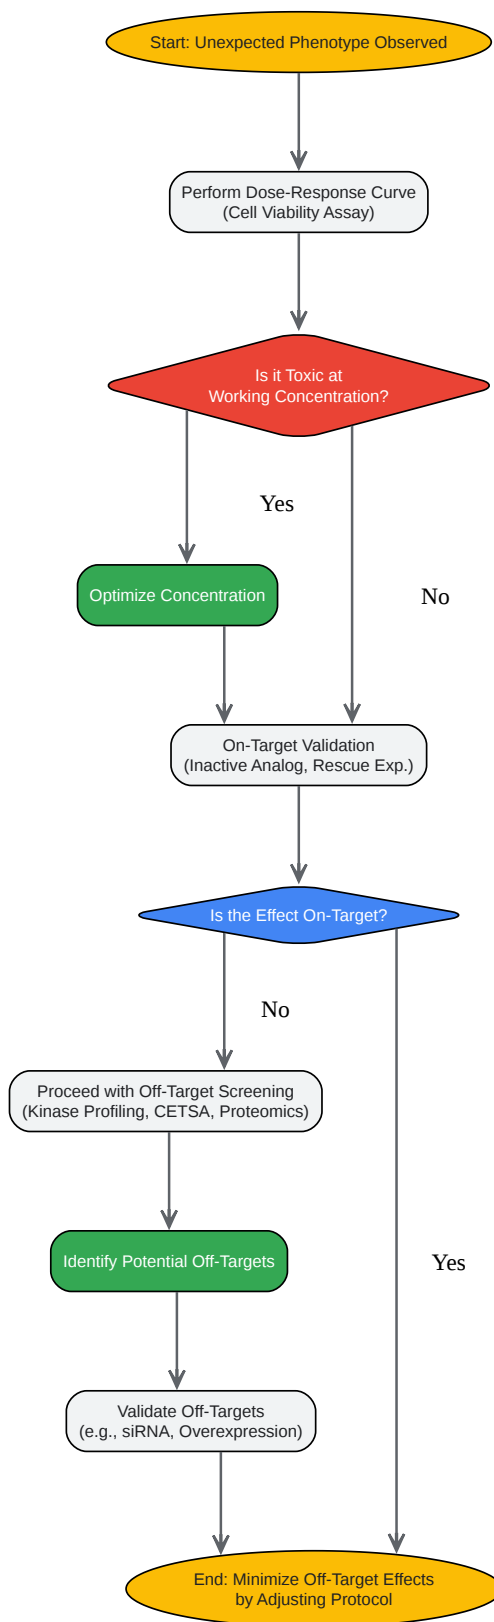 Start: Unexpected Phenotype Observed
Perform Dose-Response Curve
(Cell Viability Assay)
Is it Toxic at
Working Concentration?
Yes
Optimize Concentration
No
On-Target Validation
(Inactive Analog, Rescue Exp.)
Is the Effect On-Target?
No
Proceed with Off-Target Screening
(Kinase Profiling, CETSA, Proteomics)
Identify Potential Off-Targets
Yes
Validate Off-Targets
(e.g., siRNA, Overexpression)
End: Minimize Off-Target Effects
by Adjusting Protocol